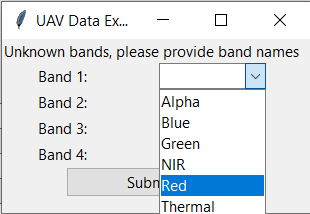 UAV Data Ex...
Unknown bands, please provide band names
Band 1:
Alpha
Band 2:
Blue
Band 3:
Green
Band 4:
NIR
Red
Subn
Thermal